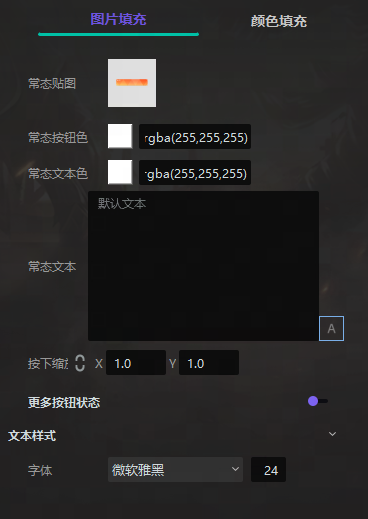 图片填充 颜色填充
常态贴图
常态按钮色 rgba(255,255,255)
常态文本色 rgba(255,255,255)
默认文本
常态文本
A
按下缩放 X 1.0 Y 1.0
更多按钮状态
文本样式
字体 微软雅黑 24